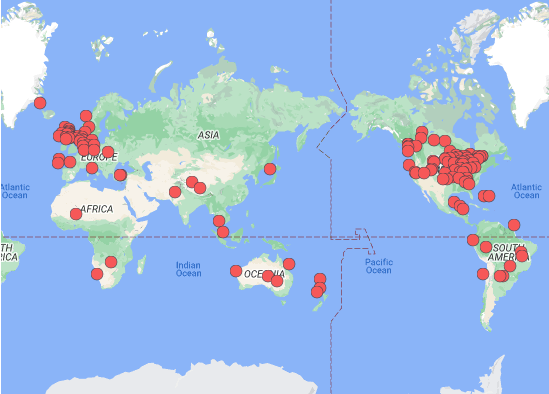 ASIA
EUROPE
Atlantic
Ocean
Atlantic
Ocean
AFRICA
TH
RICA
Indian
Ocean
OCEANIA
Pacific
Ocean
SOUTH
AMERICA